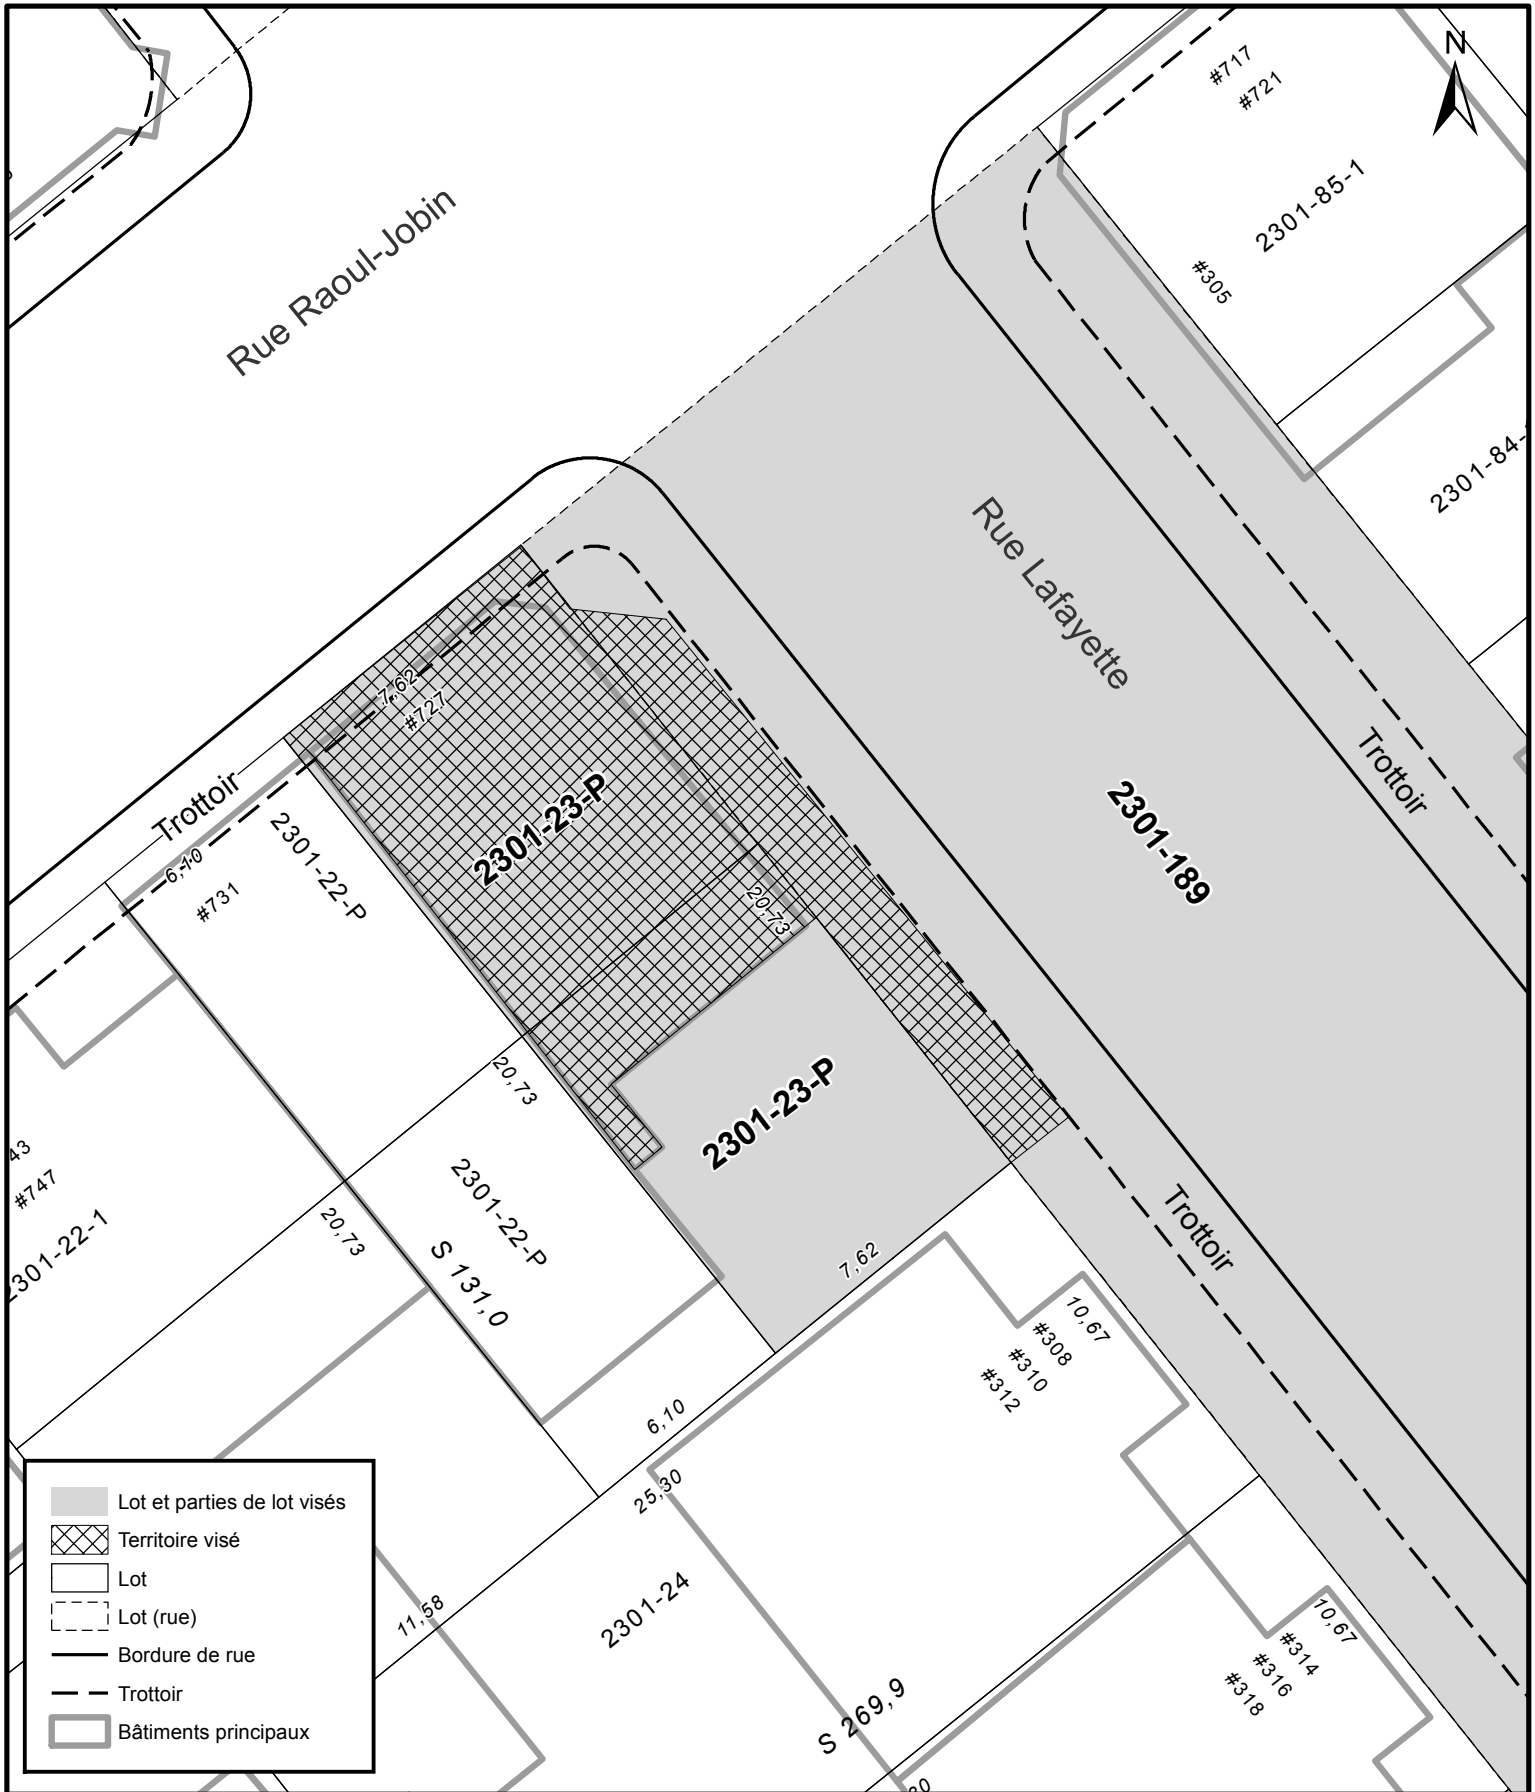 N
#717
#721
2301-85-1
#305
Rue Raoul-Jobin
2301-84-
Rue Lafayette
7,62
#727
Trottoir
Trottoir
2301-23-P
2301-189
6,10
2301-22-P
#731
20,73
20,73
2301-23-P
43
#747
2301-22-1
2301-22-P
20,73
S 131,0
Trottoir
7,62
10,67
#308
#310
#312
6,10
25,30
11,58
2301-24
10,67
#314
#316
#318
S 269,9
Lot et parties de lot visés
Territoire visé
Lot
Lot (rue)
Bordure de rue
Trottoir
Bâtiments principaux